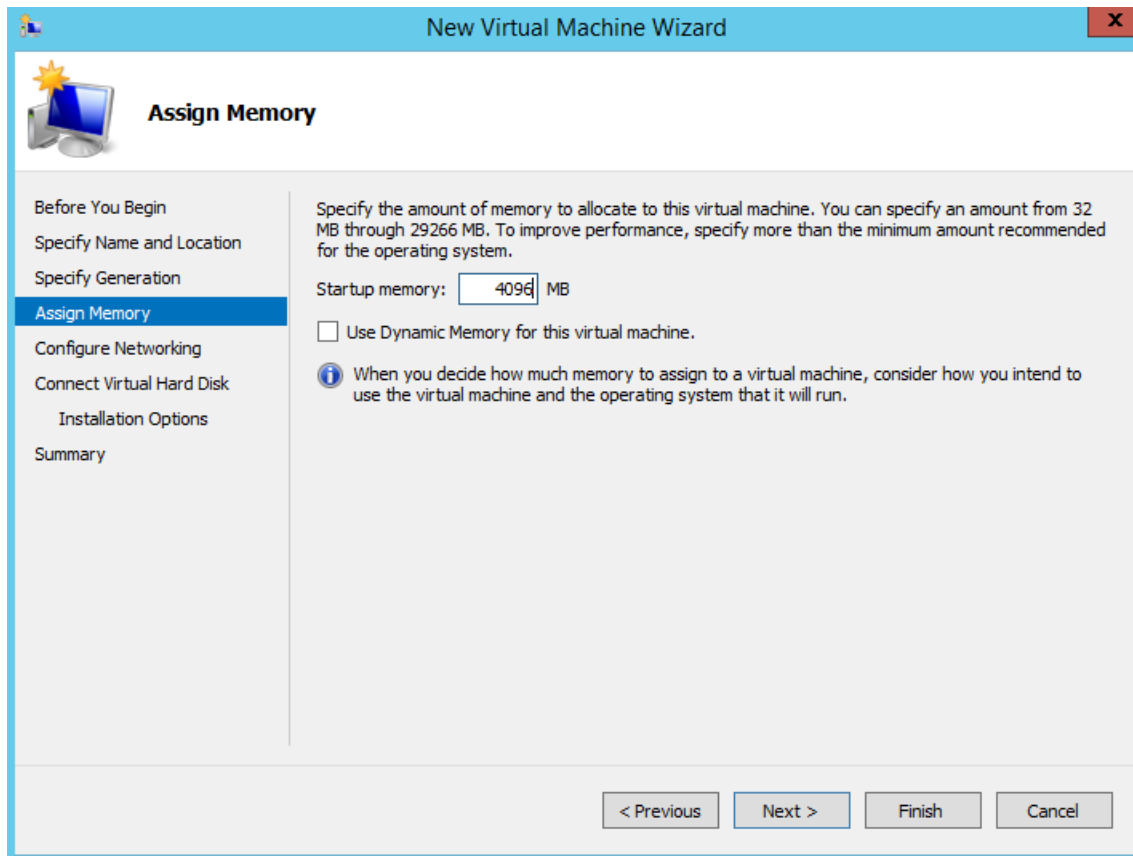 New Virtual Machine Wizard
x
Assign Memory
Before You Begin
Specify Name and Location
Specify Generation
Assign Memory
Configure Networking
Connect Virtual Hard Disk
Installation Options
Summary
Specify the amount of memory to allocate to this virtual machine. You can specify an amount from 32
MB through 29266 MB. To improve performance, specify more than the minimum amount recommended
for the operating system.
Startup memory: 4096 MB
Use Dynamic Memory for this virtual machine.
When you decide how much memory to assign to a virtual machine, consider how you intend to
use the virtual machine and the operating system that it will run.
< Previous Next > Finish Cancel